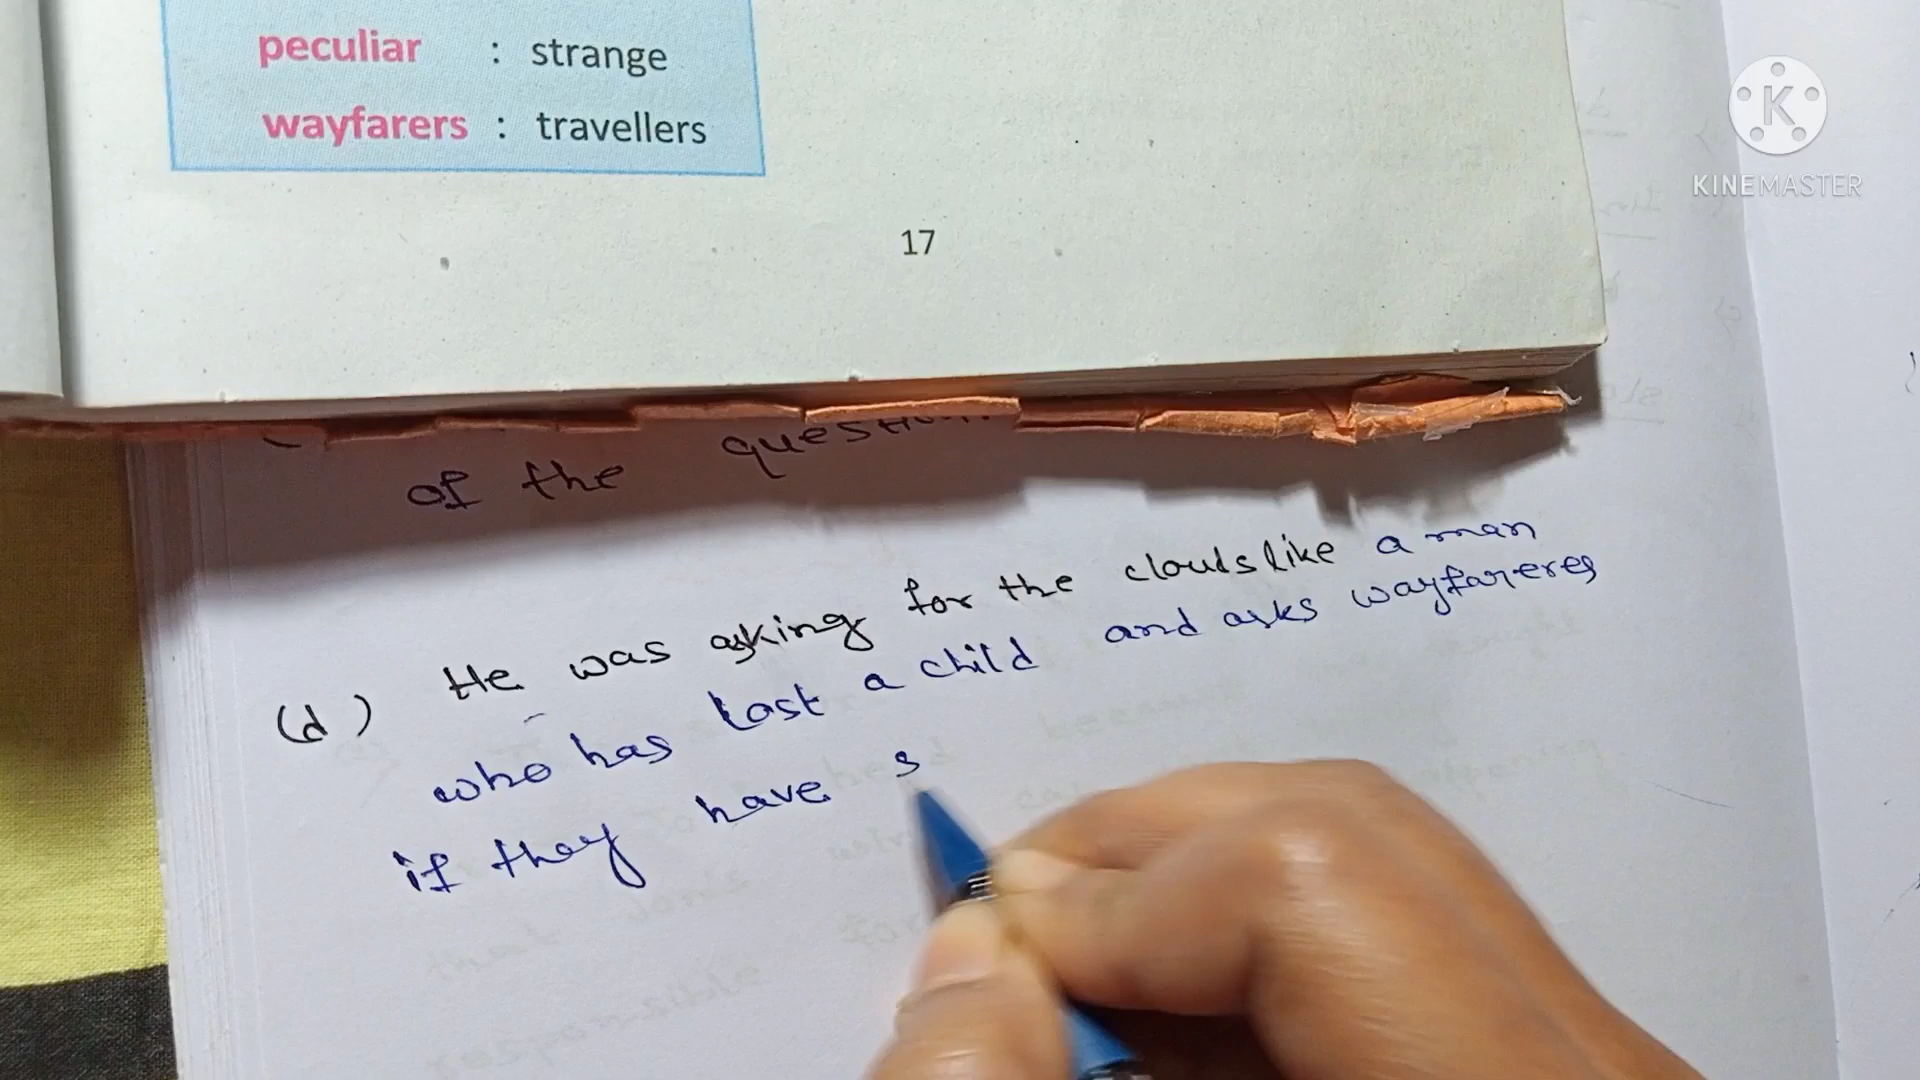 peculiar : strange
wayfarers : travellers
KINEMASTER
17
of the question
(d) He was asking for the clouds like a man
who has lost a child and asks wayfareres
if they have s